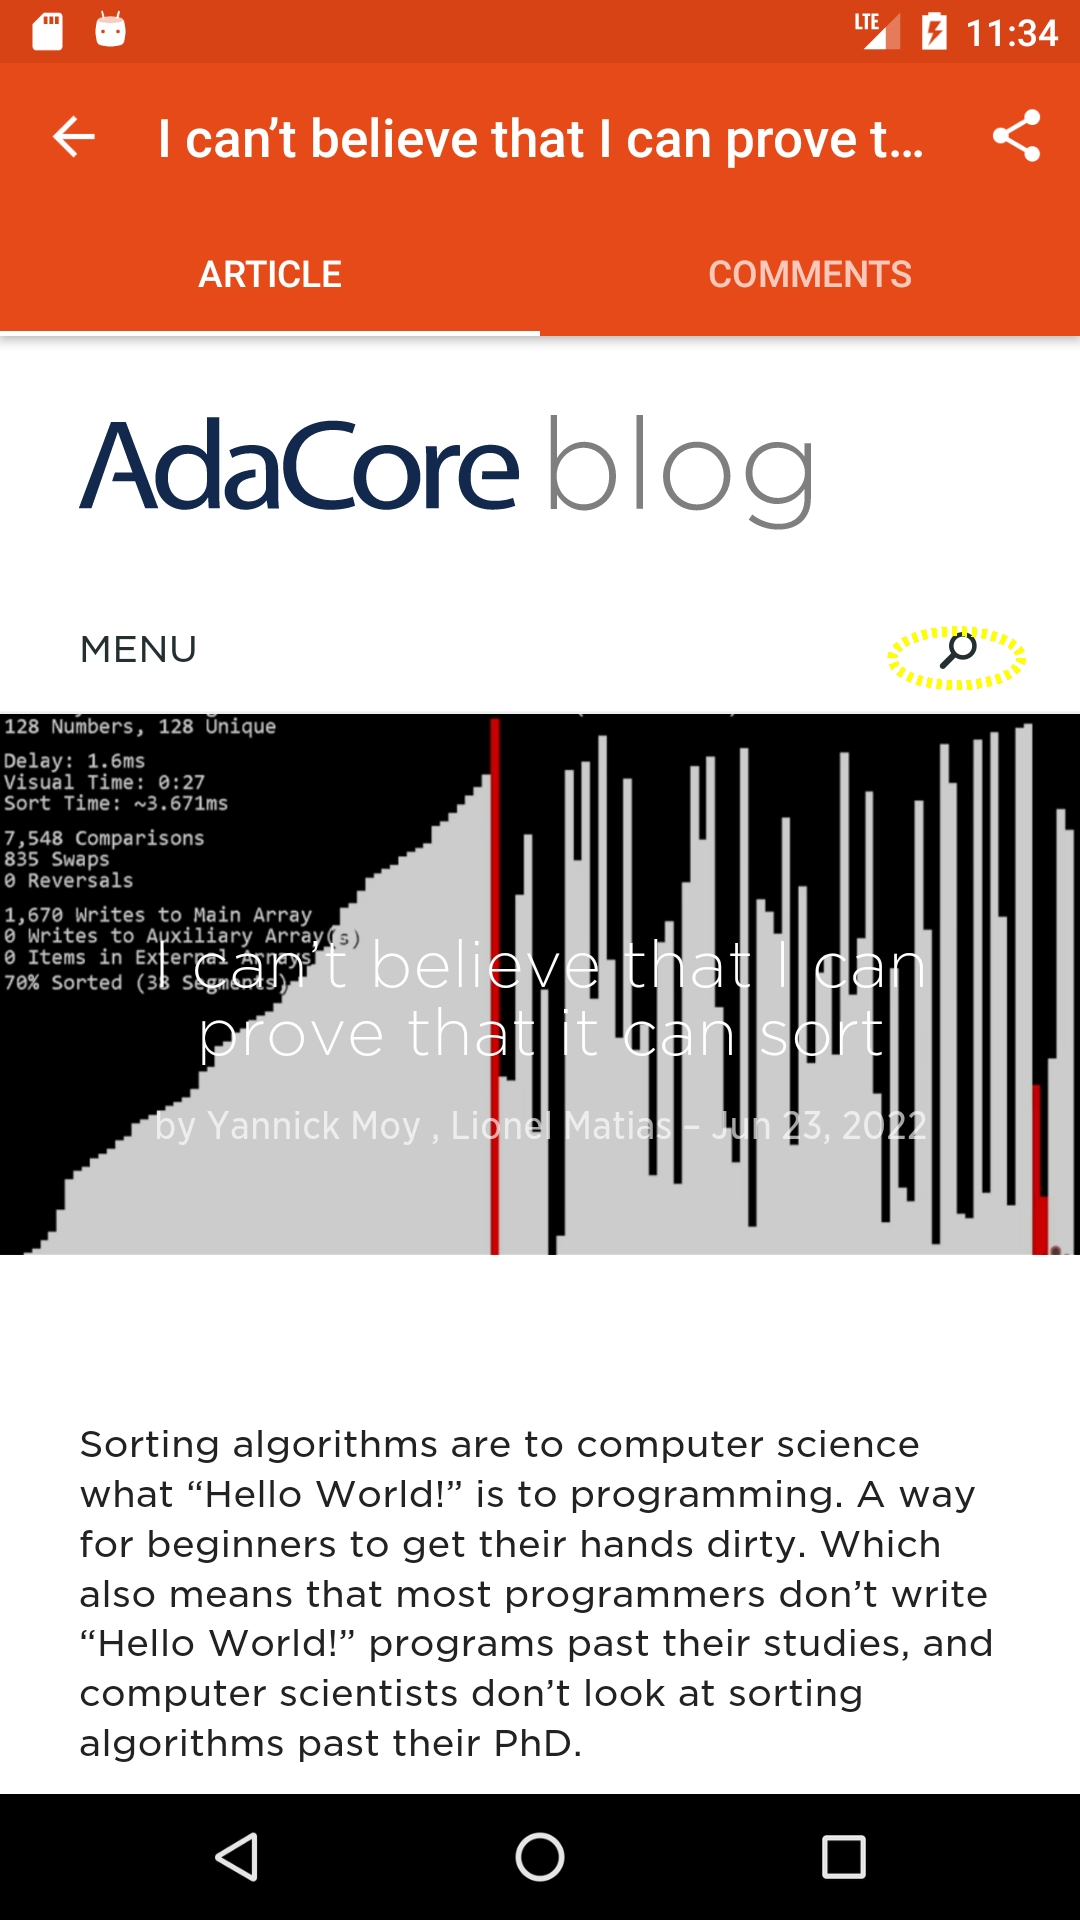 LTE 11:34
I can’t believe that I can prove t...
ARTICLE COMMENTS
AdaCore blog
MENU
128 Numbers, 128 Unique
Delay: 1.6ms
Visual Time: 0:27
Sort Time: ~3.671ms
7,548 Comparisons
835 Swaps
0 Reversals
1,670 Writes to Main Array
0 Writes to Auxiliary Array(s)
0 Items in External Arrays
70% Sorted (38 Segments)
I can’t believe that I can
prove that it can sort
by Yannick Moy , Lionel Matias – Jun 23, 2022
Sorting algorithms are to computer science
what “Hello World!” is to programming. A way
for beginners to get their hands dirty. Which
also means that most programmers don’t write
“Hello World!” programs past their studies, and
computer scientists don’t look at sorting
algorithms past their PhD.